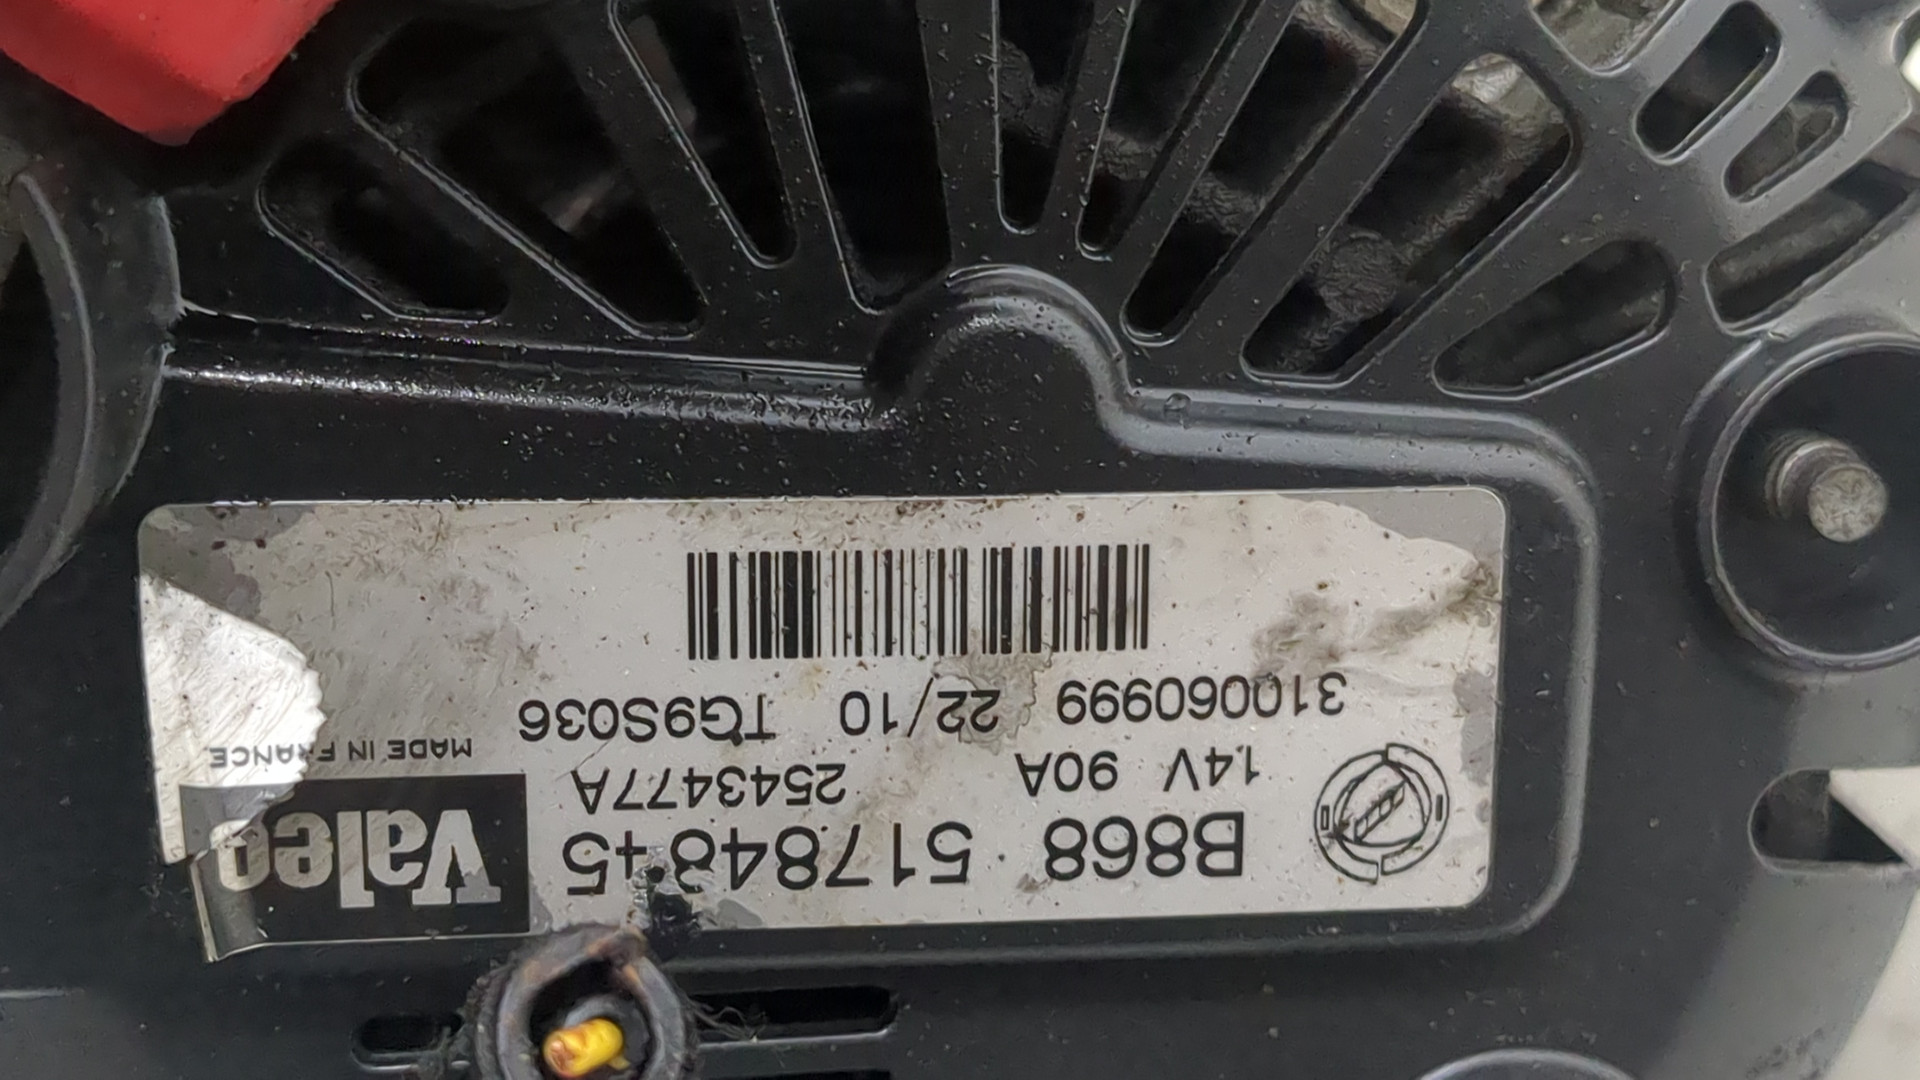 B868 51784845 Valeo
14V 90A 2543477A
MADE IN FRANCE
310060999 22/10 TG9S036